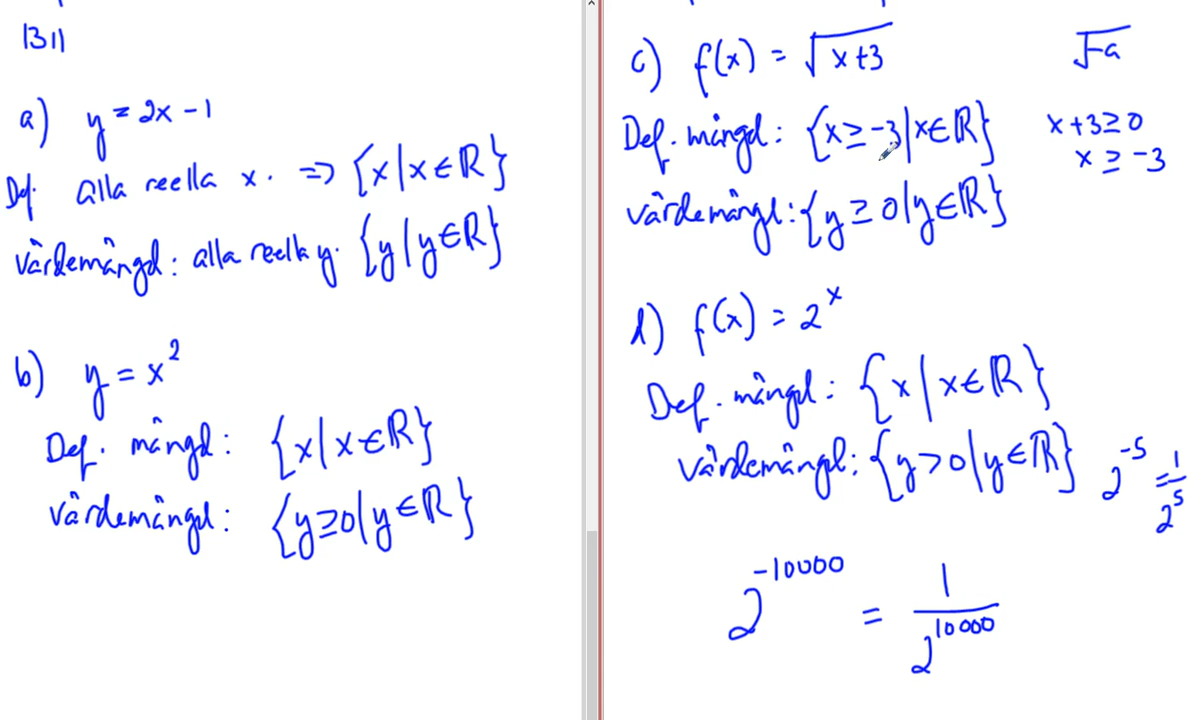 1311
a) y = 2x - 1
Def. alla reella x. => {x | x ∈ ℝ}
värdemängd: alla reella y. {y | y ∈ ℝ}
b) y = x²
Def. mängd: {x | x ∈ ℝ}
värdemängd: {y ≥ 0 | y ∈ ℝ}
c) f(x) = √(x+3) √-a
Def. mängd: {x ≥ -3 | x ∈ ℝ} x+3 ≥ 0
x ≥ -3
värdemängd: {y ≥ 0 | y ∈ ℝ}
d) f(x) = 2^x
Def. mängd: {x | x ∈ ℝ}
värdemängd: {y > 0 | y ∈ ℝ} 2^-5 = 1/2^5
2^-10000 = 1/2^10000